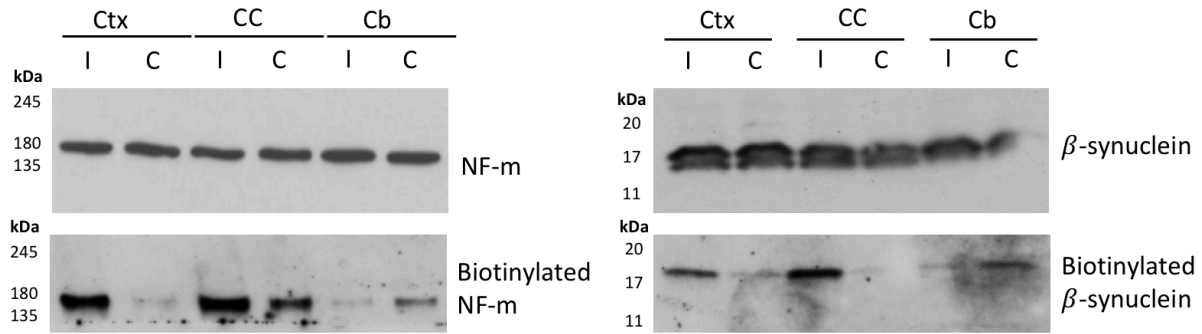 Ctx CC Cb
I C I C I C
kDa
245
180
135
NF-m
kDa
245
180
135
Biotinylated
NF-m
Ctx CC Cb
I C I C I C
kDa
20
17
11
β-synuclein
kDa
20
17
11
Biotinylated
β-synuclein